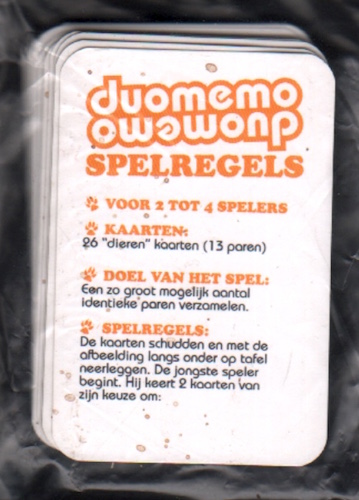 duomemo
duomemo
SPELREGELS
VOOR 2 TOT 4 SPELERS
KAARTEN:
26 "dieren" kaarten (13 paren)
DOEL VAN HET SPEL:
Een zo groot mogelijk aantal
identieke paren verzamelen.
SPELREGELS:
De kaarten schudden en met de
afbeelding langs onder op tafel
neerleggen. De jongste speler
begint. Hij keert 2 kaarten van
zijn keuze om: